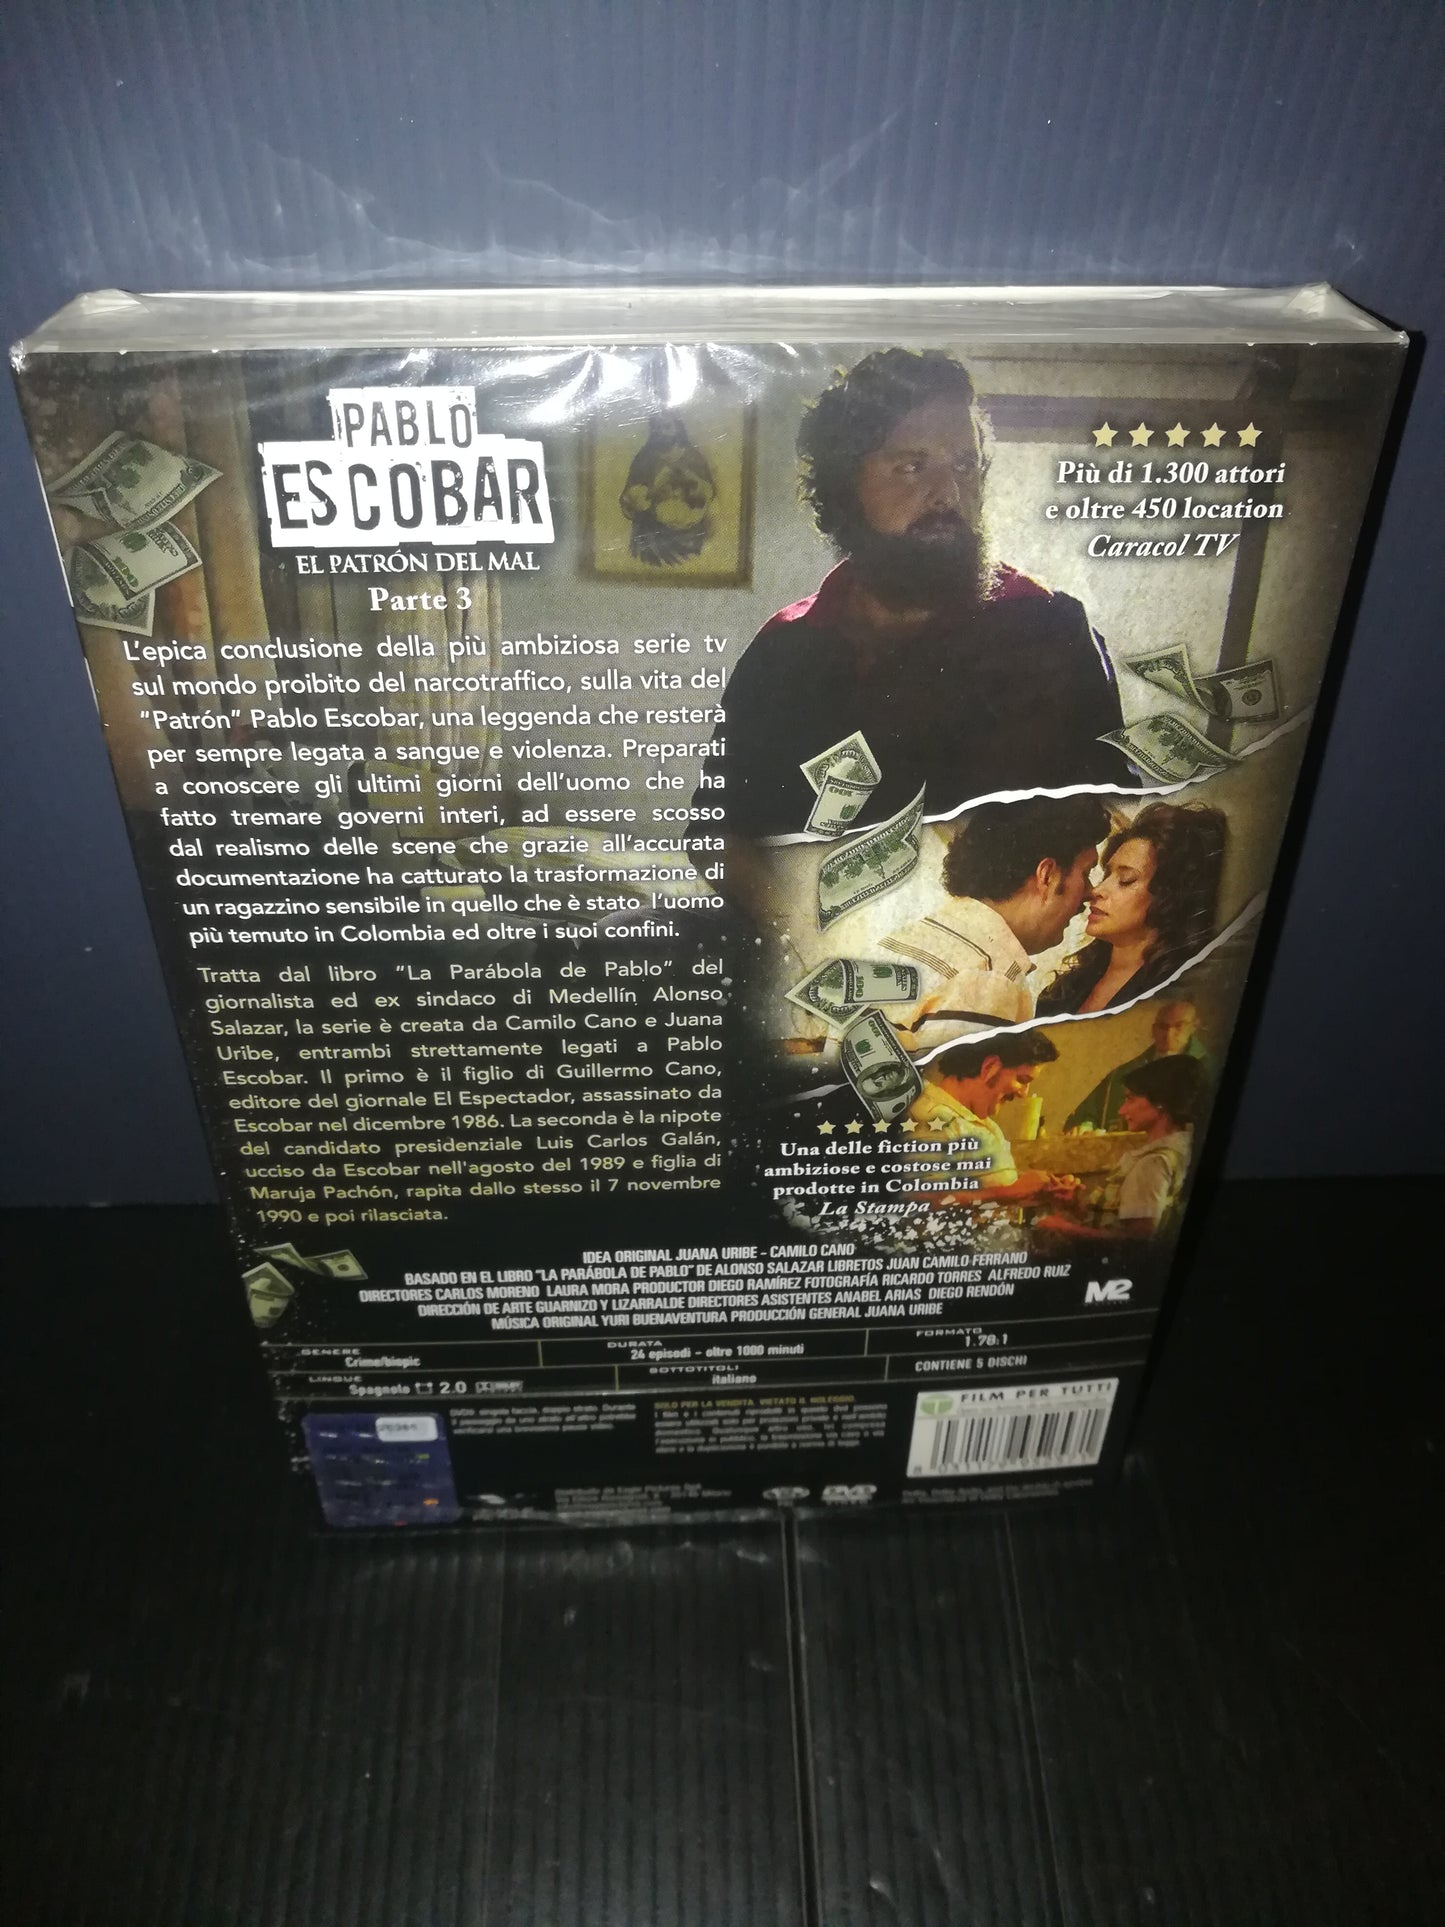 PABLO
ESCOBAR
EL PATRÓN DEL MAL
Parte 3
L'epica conclusione della più ambiziosa serie tv
sul mondo proibito del narcotraffico, sulla vita del
"Patrón" Pablo Escobar, una leggenda che resterà
per sempre legata a sangue e violenza. Preparati
a conoscere gli ultimi giorni dell'uomo che ha
fatto tremare governi interi, ad essere scosso
dal realismo delle scene che grazie all'accurata
documentazione ha catturato la trasformazione di
un ragazzino sensibile in quello che è stato l'uomo
più temuto in Colombia ed oltre i suoi confini.
Tratta dal libro "La Parábola de Pablo" del
giornalista ed ex sindaco di Medellín Alonso
Salazar, la serie è creata da Camilo Cano e Juana
Uribe, entrambi strettamente legati a Pablo
Escobar. Il primo è il figlio di Guillermo Cano,
editore del giornale El Espectador, assassinato da
Escobar nel dicembre 1986. La seconda è la nipote
del candidato presidenziale Luis Carlos Galán,
ucciso da Escobar nell'agosto del 1989 e figlia di
Maruja Pachón, rapita dallo stesso il 7 novembre
1990 e poi rilasciata.
Più di 1.300 attori
e oltre 450 location
Caracol TV
Una delle fiction più
ambiziose e costose mai
prodotte in Colombia
La Stampa
IDEA ORIGINAL JUANA URIBE - CAMILO CANO
BASADO EN EL LIBRO "LA PARÁBOLA DE PABLO" DE ALONSO SALAZAR LIBRETOS JUAN CAMILO FERRAND
DIRECTORES CARLOS MORENO LAURA MORA PRODUCTOR DIEGO RAMÍREZ FOTOGRAFÍA RICARDO TORRES ALFREDO RUIZ
DIRECCIÓN DE ARTE GUARNIZO Y LIZARRALDE DIRECTORES ASISTENTES ANABEL ARIAS DIEGO RENDÓN
MÚSICA ORIGINAL YURI BUENAVENTURA PRODUCCIÓN GENERAL JUANA URIBE
M2
GENERE
Crime/biopic
DURATA
24 episodi - oltre 1000 minuti
FORMATO
1.78:1
LINGUE
Spagnolo 2.0
SOTTOTITOLI
italiano
CONTIENE 5 DISCHI
SOLO PER LA VENDITA. VIETATO IL NOLEGGIO.
FILM PER TUTTI
DVD